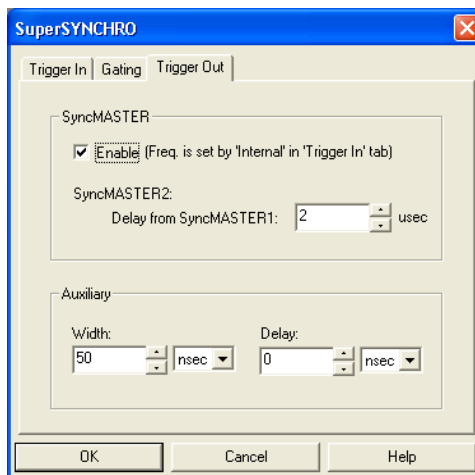 SuperSYNCHRO
Trigger In Gating Trigger Out
SyncMASTER
Enable (Freq. is set by 'Internal' in 'Trigger In' tab)
SyncMASTER2:
Delay from SyncMASTER1: 2 usec
Auxiliary
Width: Delay:
50 nsec 0 nsec
OK Cancel Help